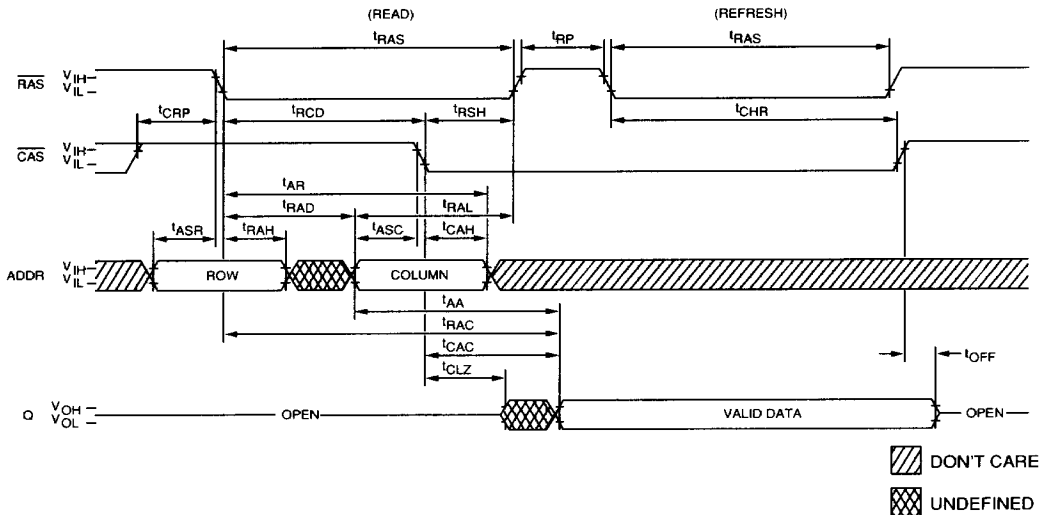 (READ) (REFRESH)
tRAS tRP tRAS
RAS VIH VIL
tCRP tRCD tRSH tCHR
CAS VIH VIL
tAR
tRAD tRAL
tASR tRAH tASC tCAH
ADDR VIH VIL ROW COLUMN
tAA
tRAC
tCAC tOFF
tCLZ
Q VOH VOL OPEN VALID DATA OPEN
DON'T CARE
UNDEFINED